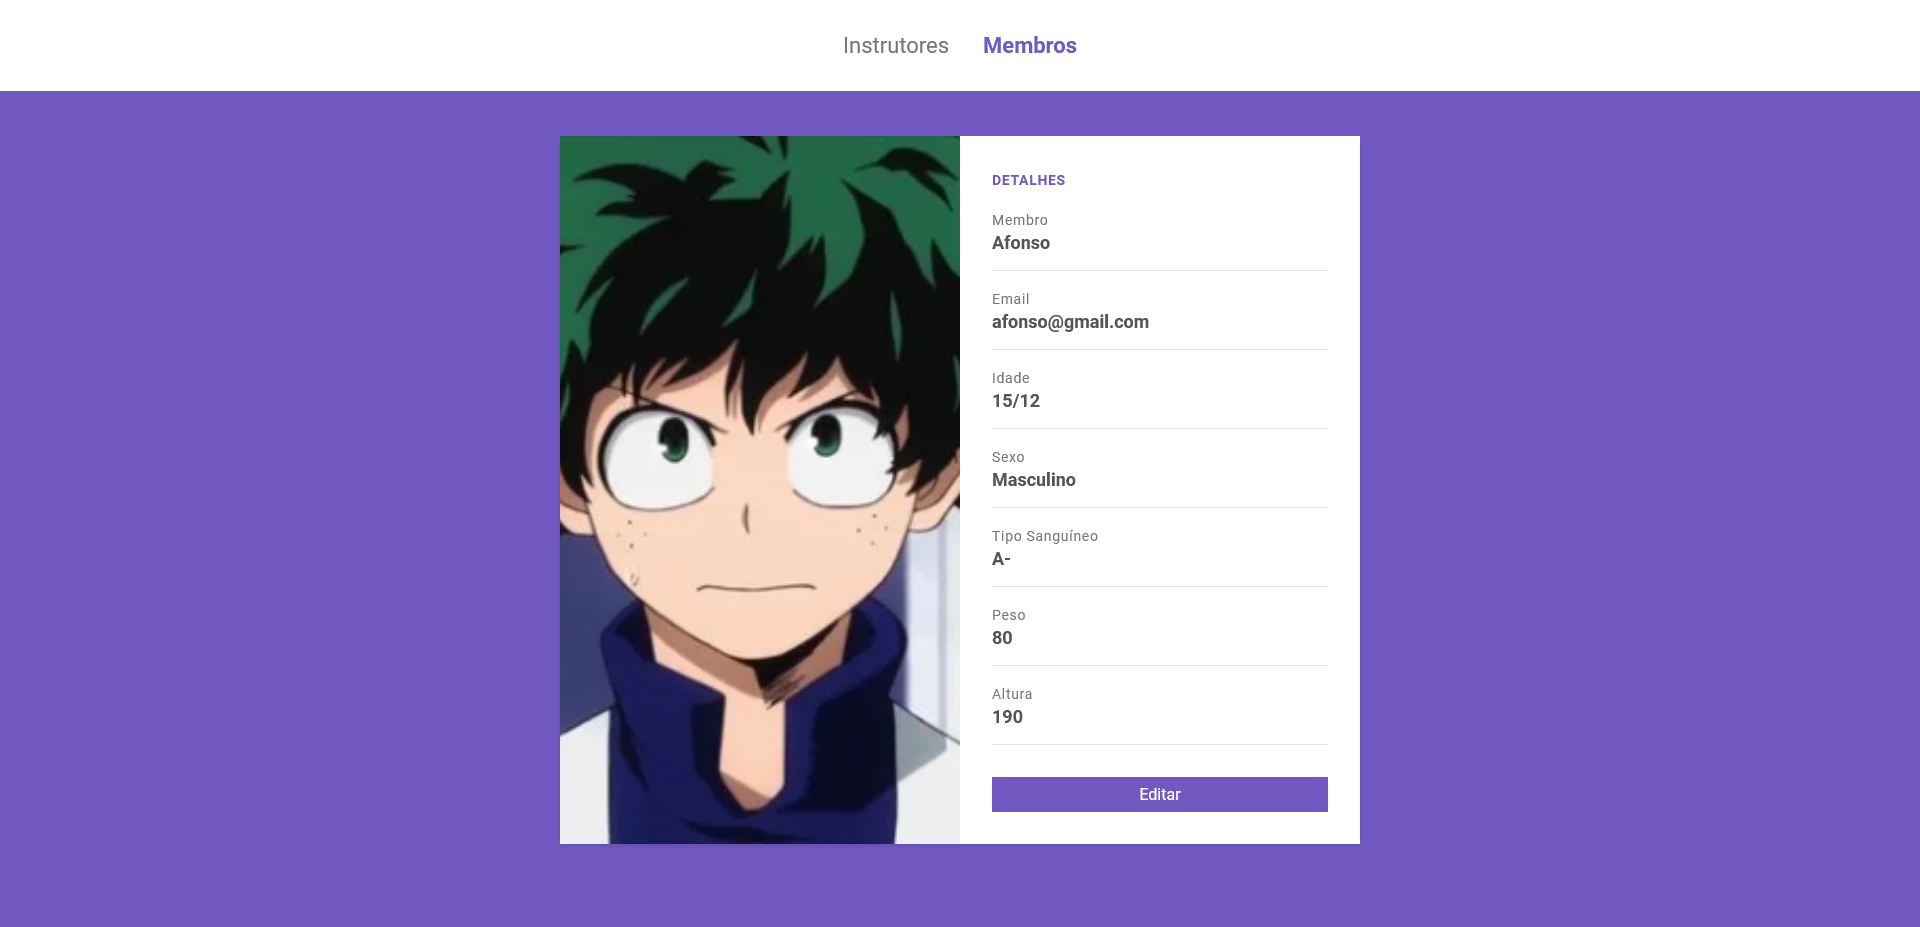 Instrutores Membros
DETALHES
Membro
Afonso
Email
afonso@gmail.com
Idade
15/12
Sexo
Masculino
Tipo Sanguíneo
A-
Peso
80
Altura
190
Editar